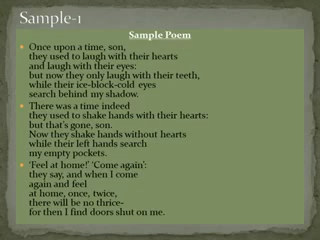 Sample-1
Sample Poem
Once upon a time, son,
they used to laugh with their hearts
and laugh with their eyes:
but now they only laugh with their teeth,
while their ice-block-cold eyes
search behind my shadow.
There was a time indeed
they used to shake hands with their hearts:
but that's gone, son.
Now they shake hands without hearts
while their left hands search
my empty pockets.
'Feel at home!' 'Come again':
they say, and when I come
again and feel
at home, once, twice,
there will be no thrice-
for then I find doors shut on me.